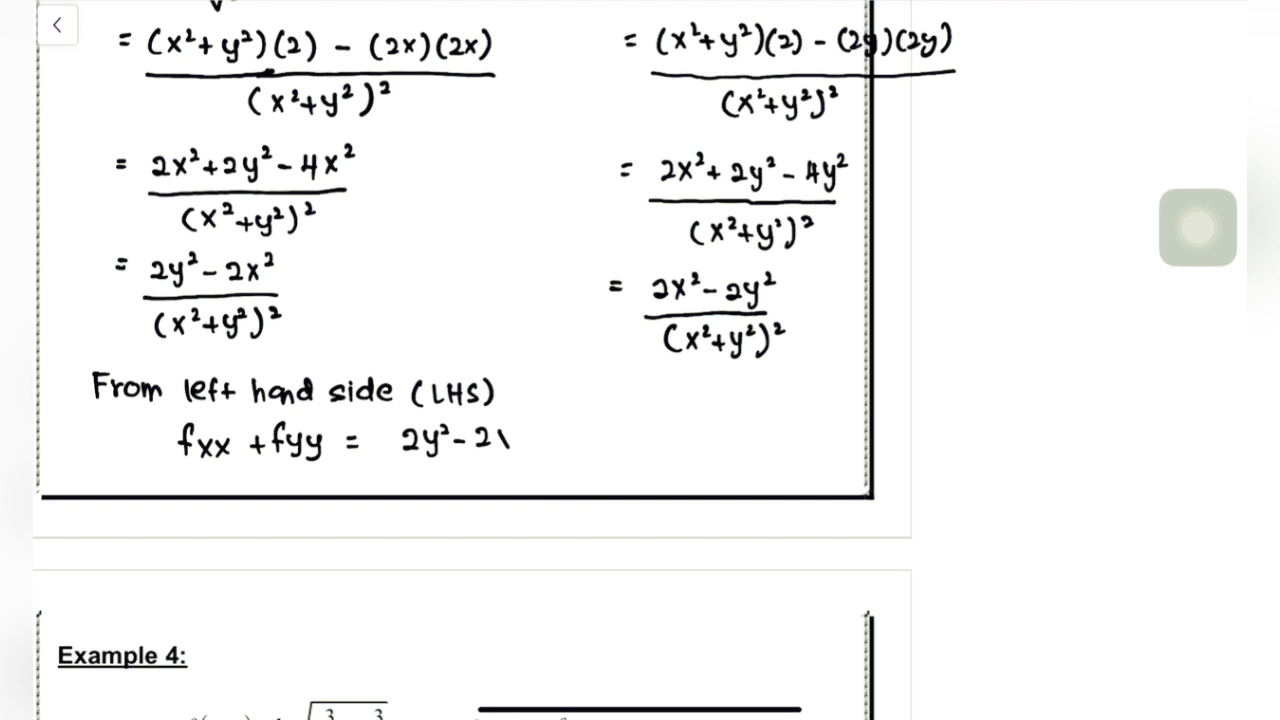 = (x²+y²)(2) - (2x)(2x)
(x²+y²)²
= 2x²+2y²-4x²
(x²+y²)²
= 2y²-2x²
(x²+y²)²
= (x²+y²)(2) - (2y)(2y)
(x²+y²)²
= 2x²+2y²-4y²
(x²+y²)²
= 2x²-2y²
(x²+y²)²
From left hand side (LHS)
fxx + fyy = 2y²-2
Example 4: